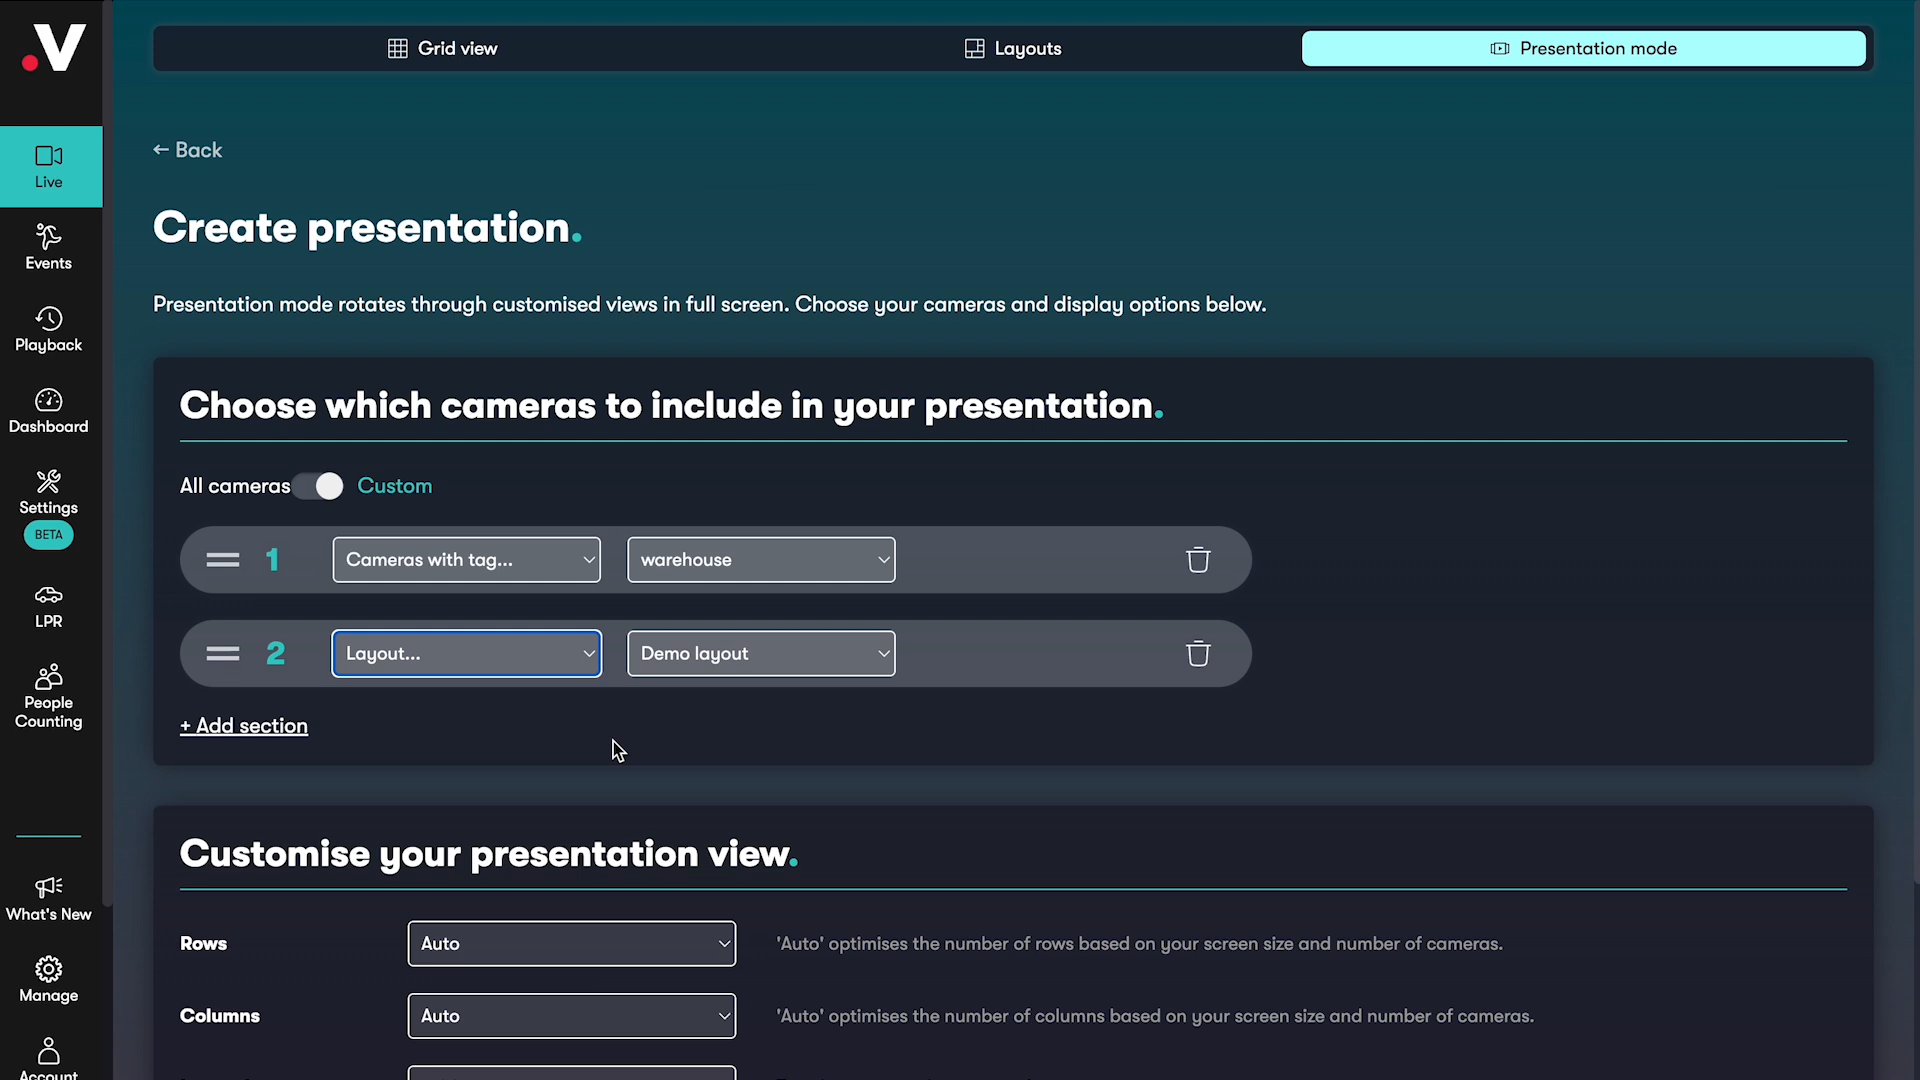 .V
Grid view
Layouts
Presentation mode
Live
Events
Playback
Dashboard
Settings
BETA
LPR
People
Counting
What's New
Manage
Account
← Back
Create presentation.
Presentation mode rotates through customised views in full screen. Choose your cameras and display options below.
Choose which cameras to include in your presentation.
All cameras Custom
1 Cameras with tag... warehouse
2 Layout... Demo layout
+ Add section
Customise your presentation view.
Rows Auto 'Auto' optimises the number of rows based on your screen size and number of cameras.
Columns Auto 'Auto' optimises the number of columns based on your screen size and number of cameras.